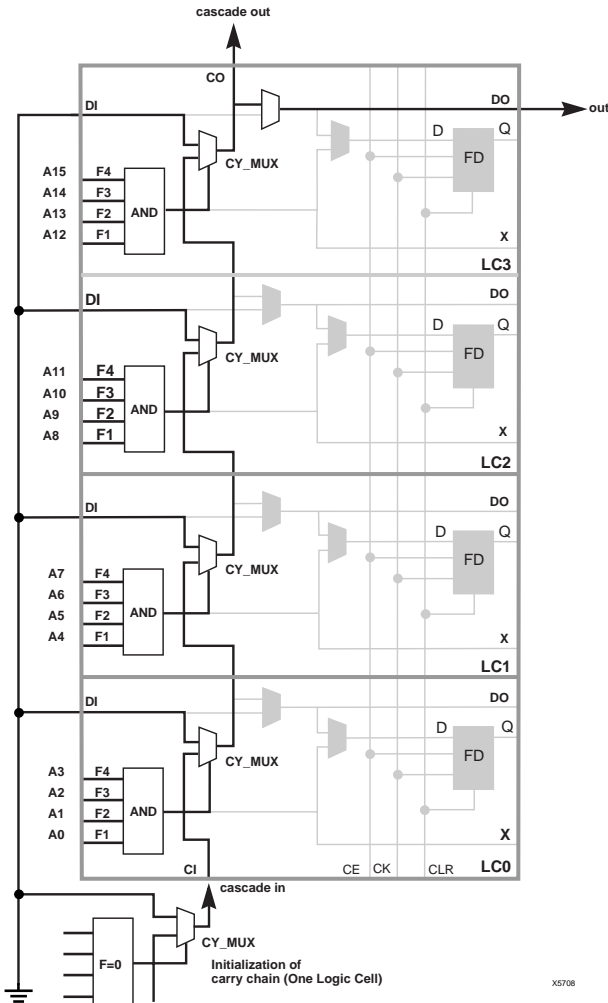 cascade out
CO
DI
DO
out
D
Q
FD
CY_MUX
A15 F4
A14 F3
A13 F2
A12 F1
AND
X
LC3
DI
DO
D
Q
FD
CY_MUX
A11 F4
A10 F3
A9 F2
A8 F1
AND
X
LC2
DI
DO
D
Q
FD
CY_MUX
A7 F4
A6 F3
A5 F2
A4 F1
AND
X
LC1
DI
DO
D
Q
FD
CY_MUX
A3 F4
A2 F3
A1 F2
A0 F1
AND
X
CI
CE CK CLR LC0
cascade in
CY_MUX
F=0
Initialization of
carry chain (One Logic Cell)
X5708